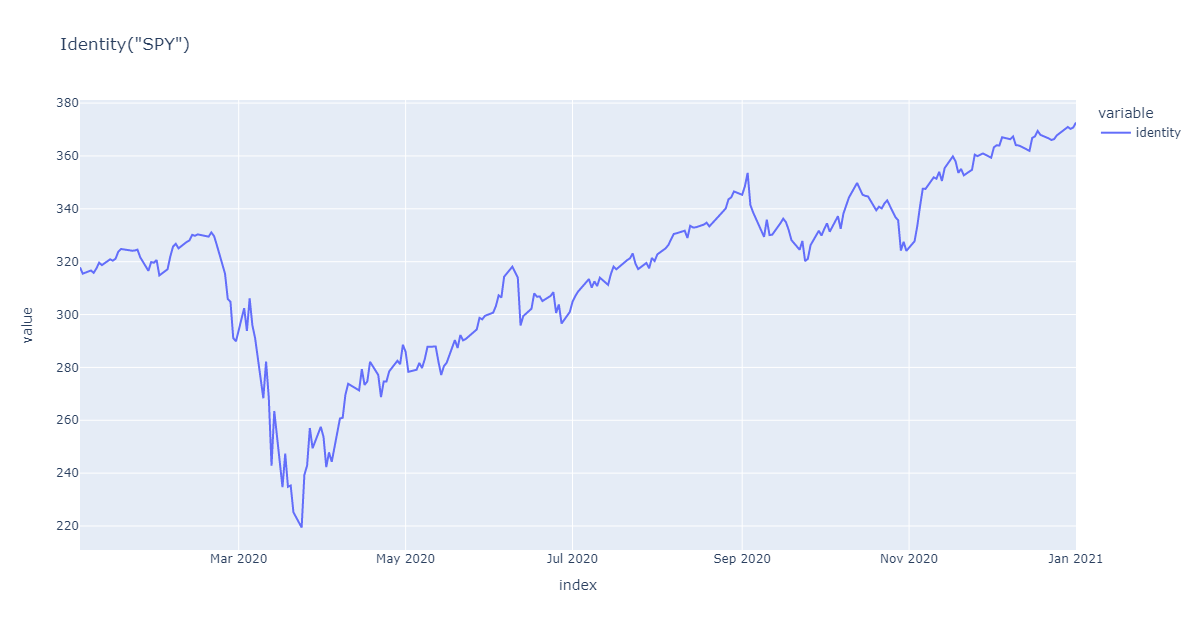 Identity("SPY")
380
360
340
320
300
280
260
240
220
value
Mar 2020
May 2020
Jul 2020
Sep 2020
Nov 2020
Jan 2021
index
variable
identity